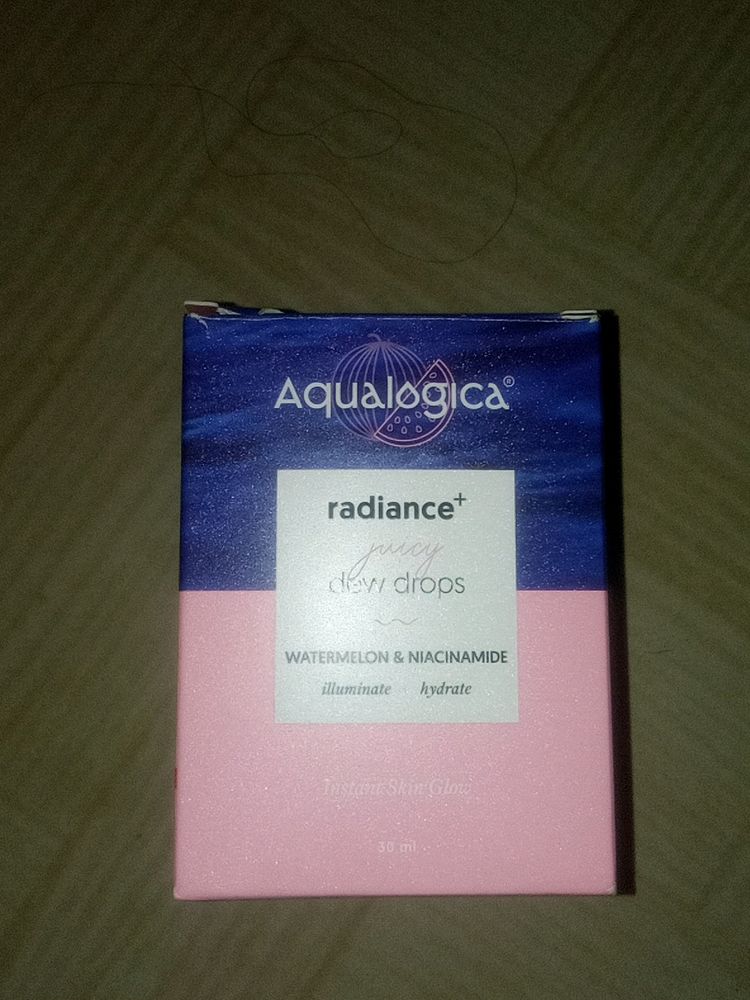 Aqualogica®
radiance+
juicy
dew drops
WATERMELON & NIACINAMIDE
illuminate hydrate
Instant Skin Glow
30 ml